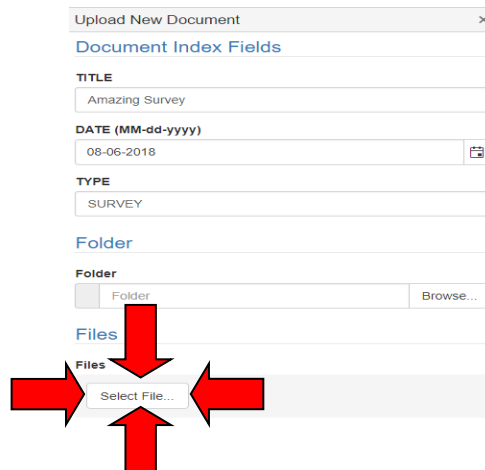 Upload New Document ×
Document Index Fields
TITLE
Amazing Survey
DATE (MM-dd-yyyy)
08-06-2018
TYPE
SURVEY
Folder
Folder
Folder Browse...
Files
Files
Select File...